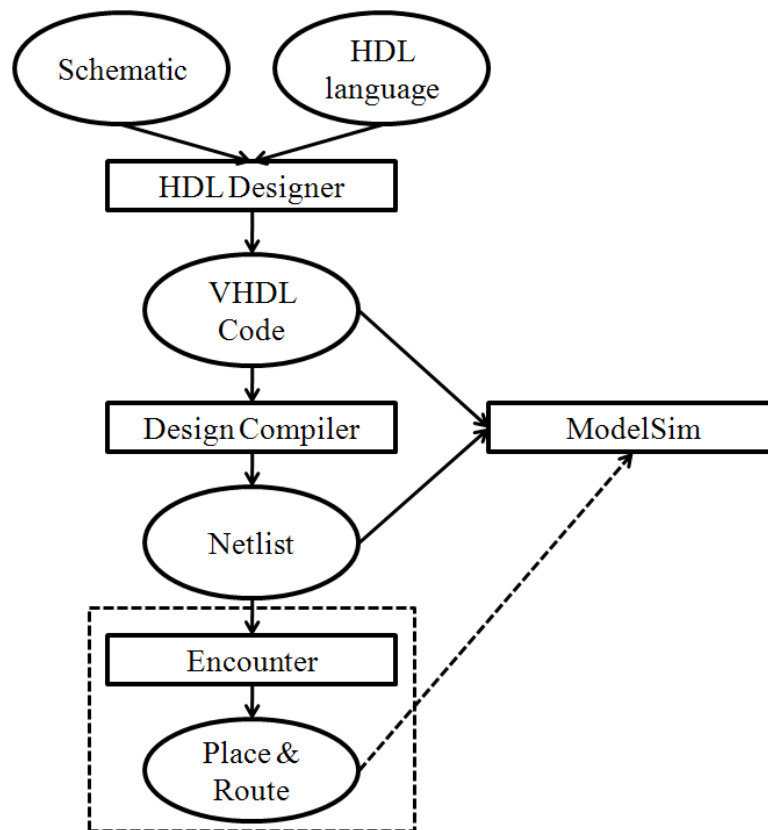 Schematic
HDL
language
HDL Designer
VHDL
Code
Design Compiler
ModelSim
Netlist
Encounter
Place &
Route